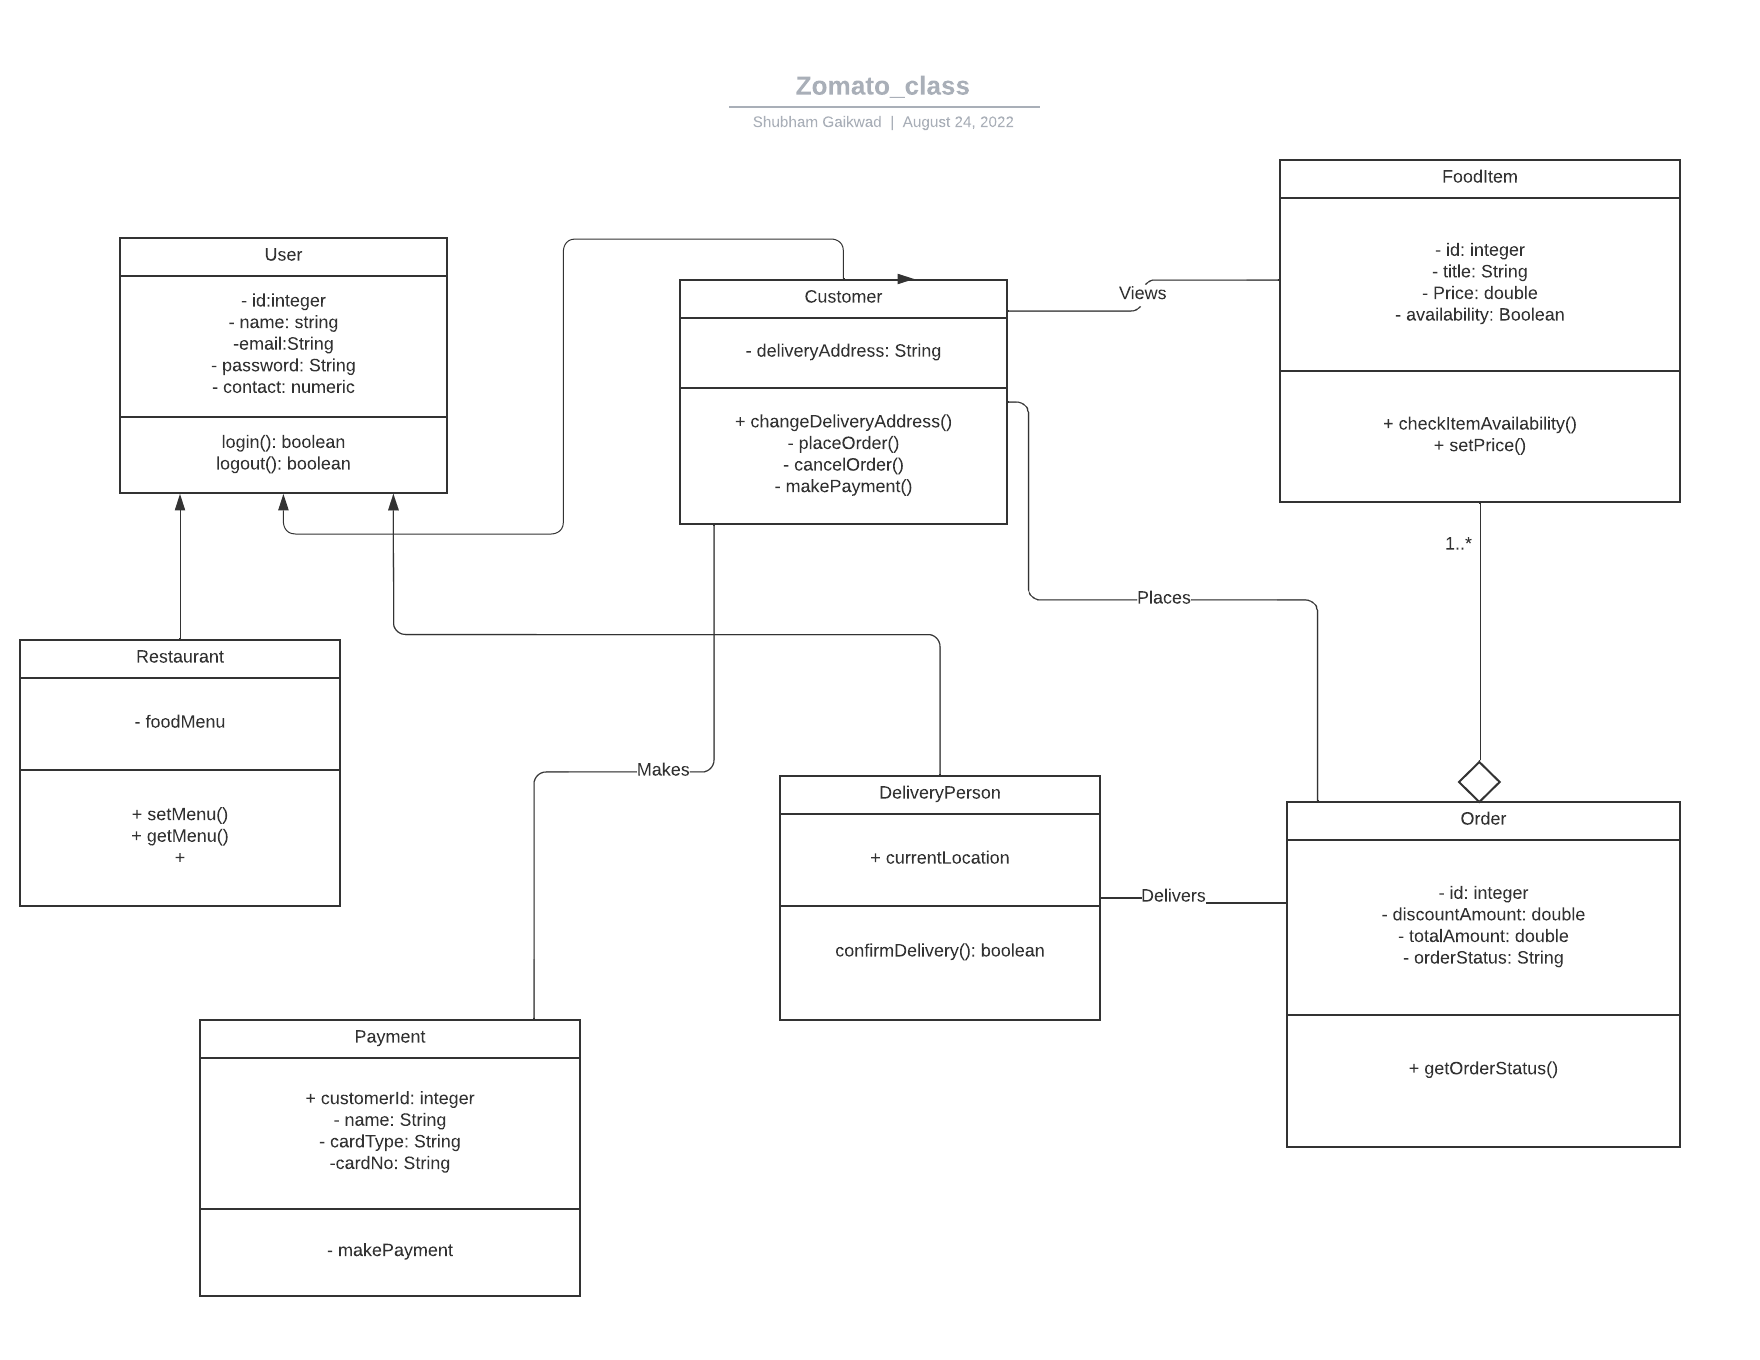 Zomato_class
Shubham Gaikwad | August 24, 2022
User
- id:integer
- name: string
-email:String
- password: String
- contact: numeric
login(): boolean
logout(): boolean
Customer
- deliveryAddress: String
+ changeDeliveryAddress()
- placeOrder()
- cancelOrder()
- makePayment()
Views
FoodItem
- id: integer
- title: String
- Price: double
- availability: Boolean
+ checkItemAvailability()
+ setPrice()
1..*
Places
Restaurant
- foodMenu
+ setMenu()
+ getMenu()
+
Makes
DeliveryPerson
+ currentLocation
confirmDelivery(): boolean
Delivers
Order
- id: integer
- discountAmount: double
- totalAmount: double
- orderStatus: String
+ getOrderStatus()
Payment
+ customerId: integer
- name: String
- cardType: String
-cardNo: String
- makePayment